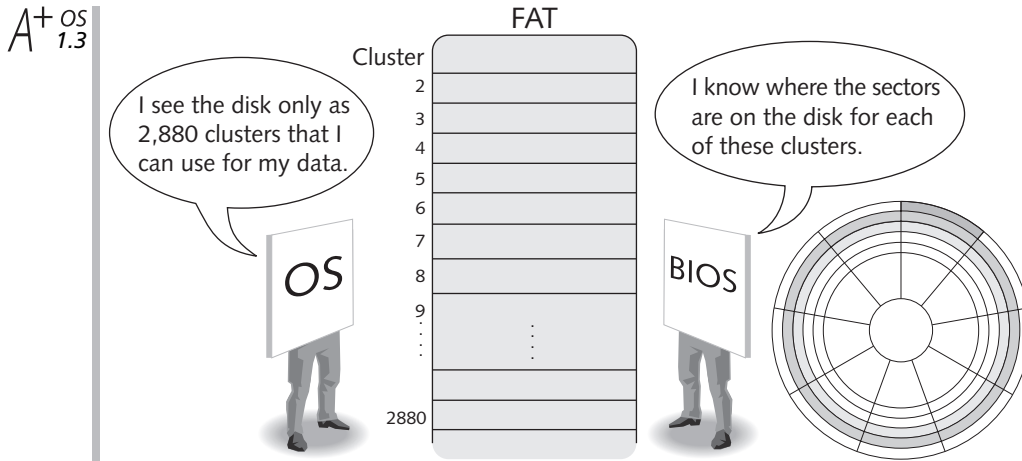 A+ OS
1.3
FAT
Cluster
I see the disk only as
2,880 clusters that I
can use for my data.
I know where the sectors
are on the disk for each
of these clusters.
2
3
4
5
6
7
8
9
2880
OS
BIOS